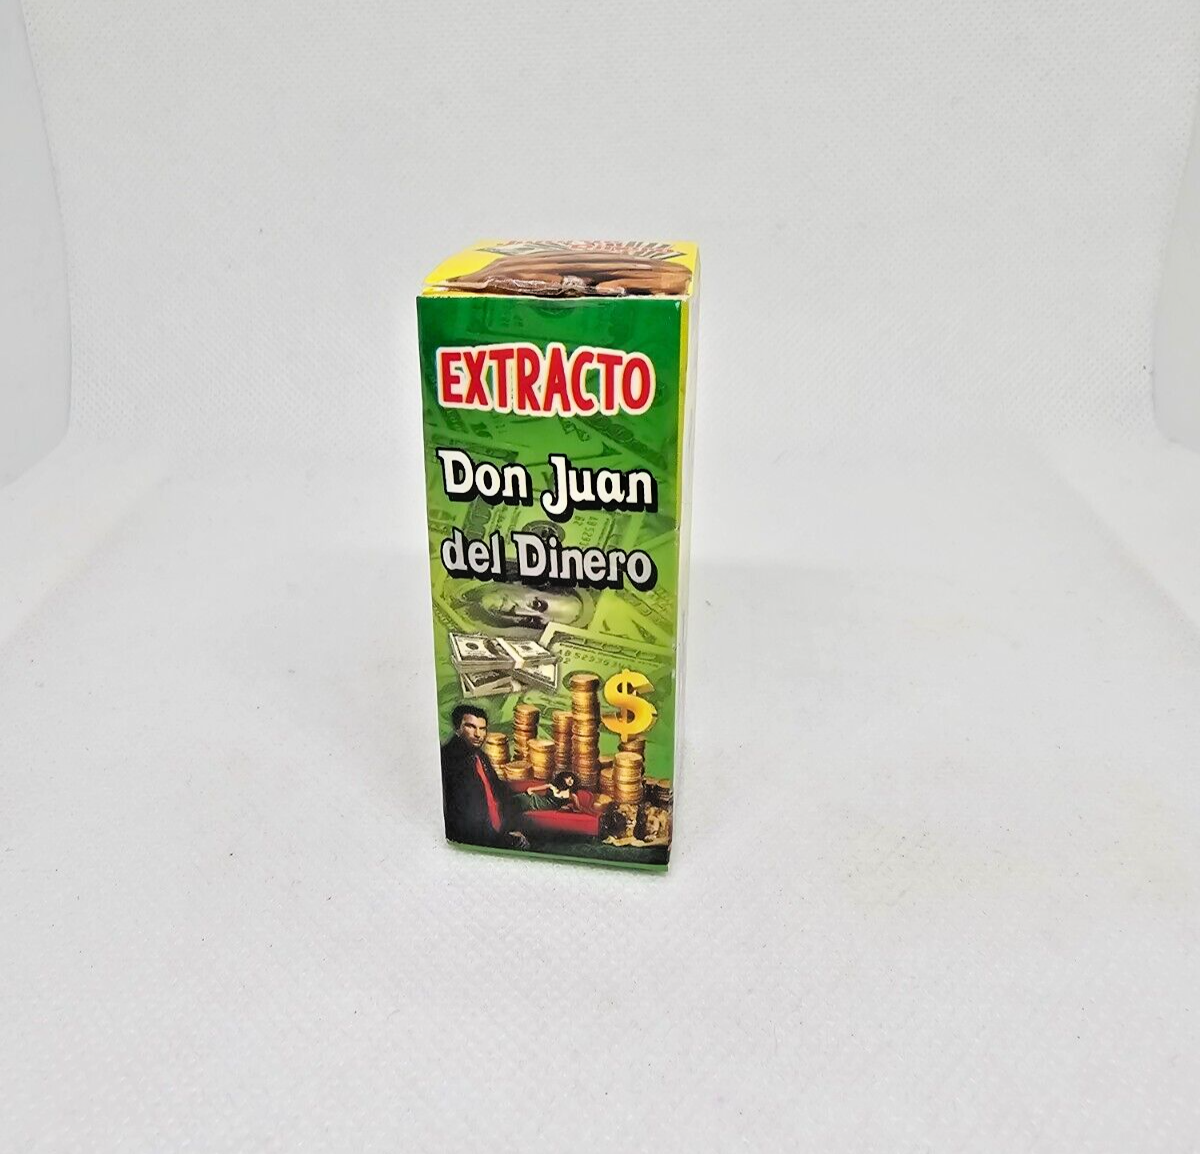 EXTRACTO
Don Juan
del Dinero
$